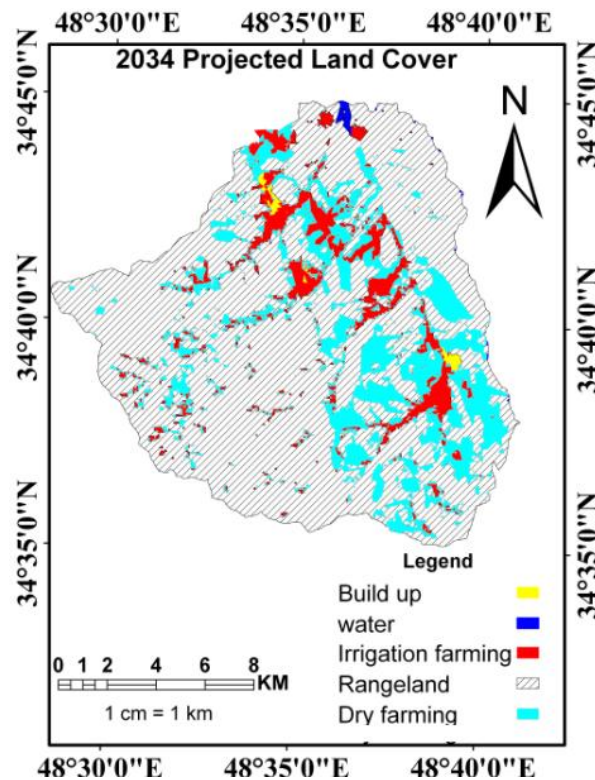 48°30'0"E 48°35'0"E 48°40'0"E
2034 Projected Land Cover
34°45'0"N
34°45'0"N
N
34°40'0"N
34°40'0"N
34°35'0"N
34°35'0"N
Legend
Build up
water
Irrigation farming
Rangeland
Dry farming
0 1 2 4 6 8
KM
1 cm = 1 km
48°30'0"E 48°35'0"E 48°40'0"E